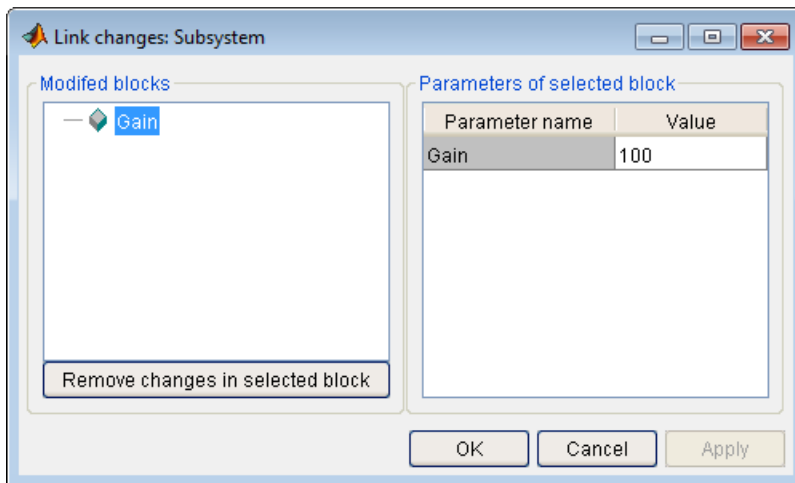 Link changes: Subsystem
Modifed blocks
Gain
Remove changes in selected block
Parameters of selected block
Parameter name Value
Gain 100
OK Cancel Apply